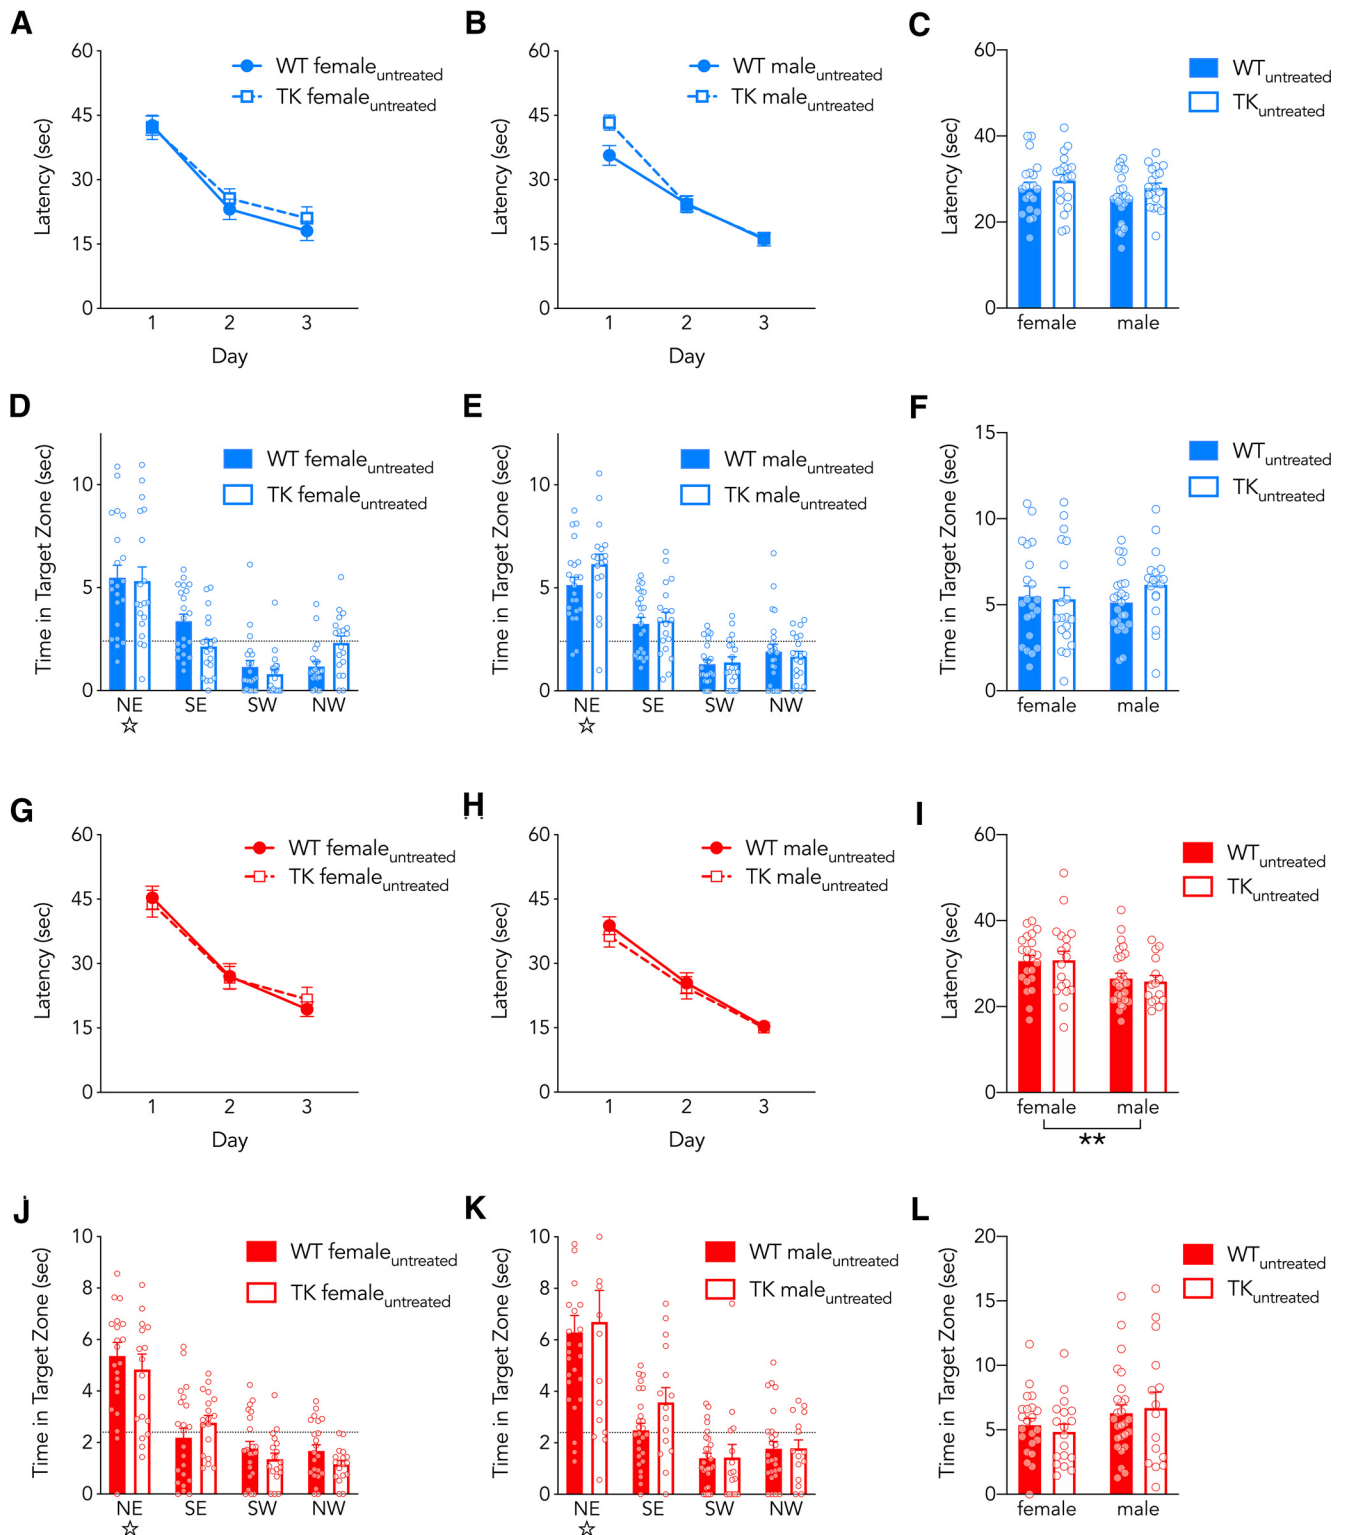 A
60
45
30
15
0
Latency (sec)
WT female untreated
TK female untreated
1 2 3
Day
B
60
45
30
15
0
Latency (sec)
WT male untreated
TK male untreated
1 2 3
Day
C
60
40
20
0
Latency (sec)
WT untreated
TK untreated
female male
D
10
5
0
Time in Target Zone (sec)
WT female untreated
TK female untreated
NE SE SW NW
☆
E
10
5
0
Time in Target Zone (sec)
WT male untreated
TK male untreated
NE SE SW NW
☆
F
15
10
5
0
Time in Target Zone (sec)
WT untreated
TK untreated
female male
G
60
45
30
15
0
Latency (sec)
WT female untreated
TK female untreated
1 2 3
Day
H
60
45
30
15
0
Latency (sec)
WT male untreated
TK male untreated
1 2 3
Day
I
60
40
20
0
Latency (sec)
WT untreated
TK untreated
female male
**
J
10
8
6
4
2
0
Time in Target Zone (sec)
WT female untreated
TK female untreated
NE SE SW NW
☆
K
10
8
6
4
2
0
Time in Target Zone (sec)
WT male untreated
TK male untreated
NE SE SW NW
☆
L
20
15
10
5
0
Time in Target Zone (sec)
WT untreated
TK untreated
female male